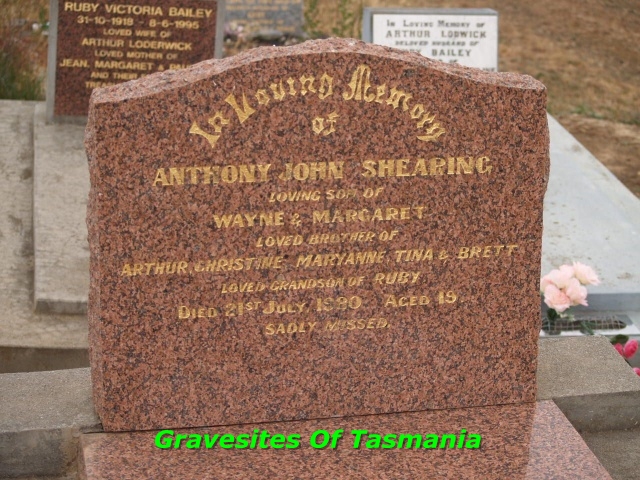 RUBY VICTORIA BAILEY
31-10-1918 - 8-6-1995
LOVED WIFE OF
ARTHUR LODERWICK
LOVED MOTHER OF
JEAN, MARGARET &
AND THEIR
IN LOVING MEMORY OF
ARTHUR LODWICK
BELOVED HUSBAND OF
BAILEY
In Loving Memory
of
ANTHONY JOHN SHEARING
LOVING SON OF
WAYNE & MARGARET
LOVED BROTHER OF
ARTHUR, CHRISTINE, MARYANNE, TINA & BRETT
LOVED GRANDSON OF RUBY
DIED 21ST JULY, 1990 AGED 19.
SADLY MISSED.
Gravesites Of Tasmania